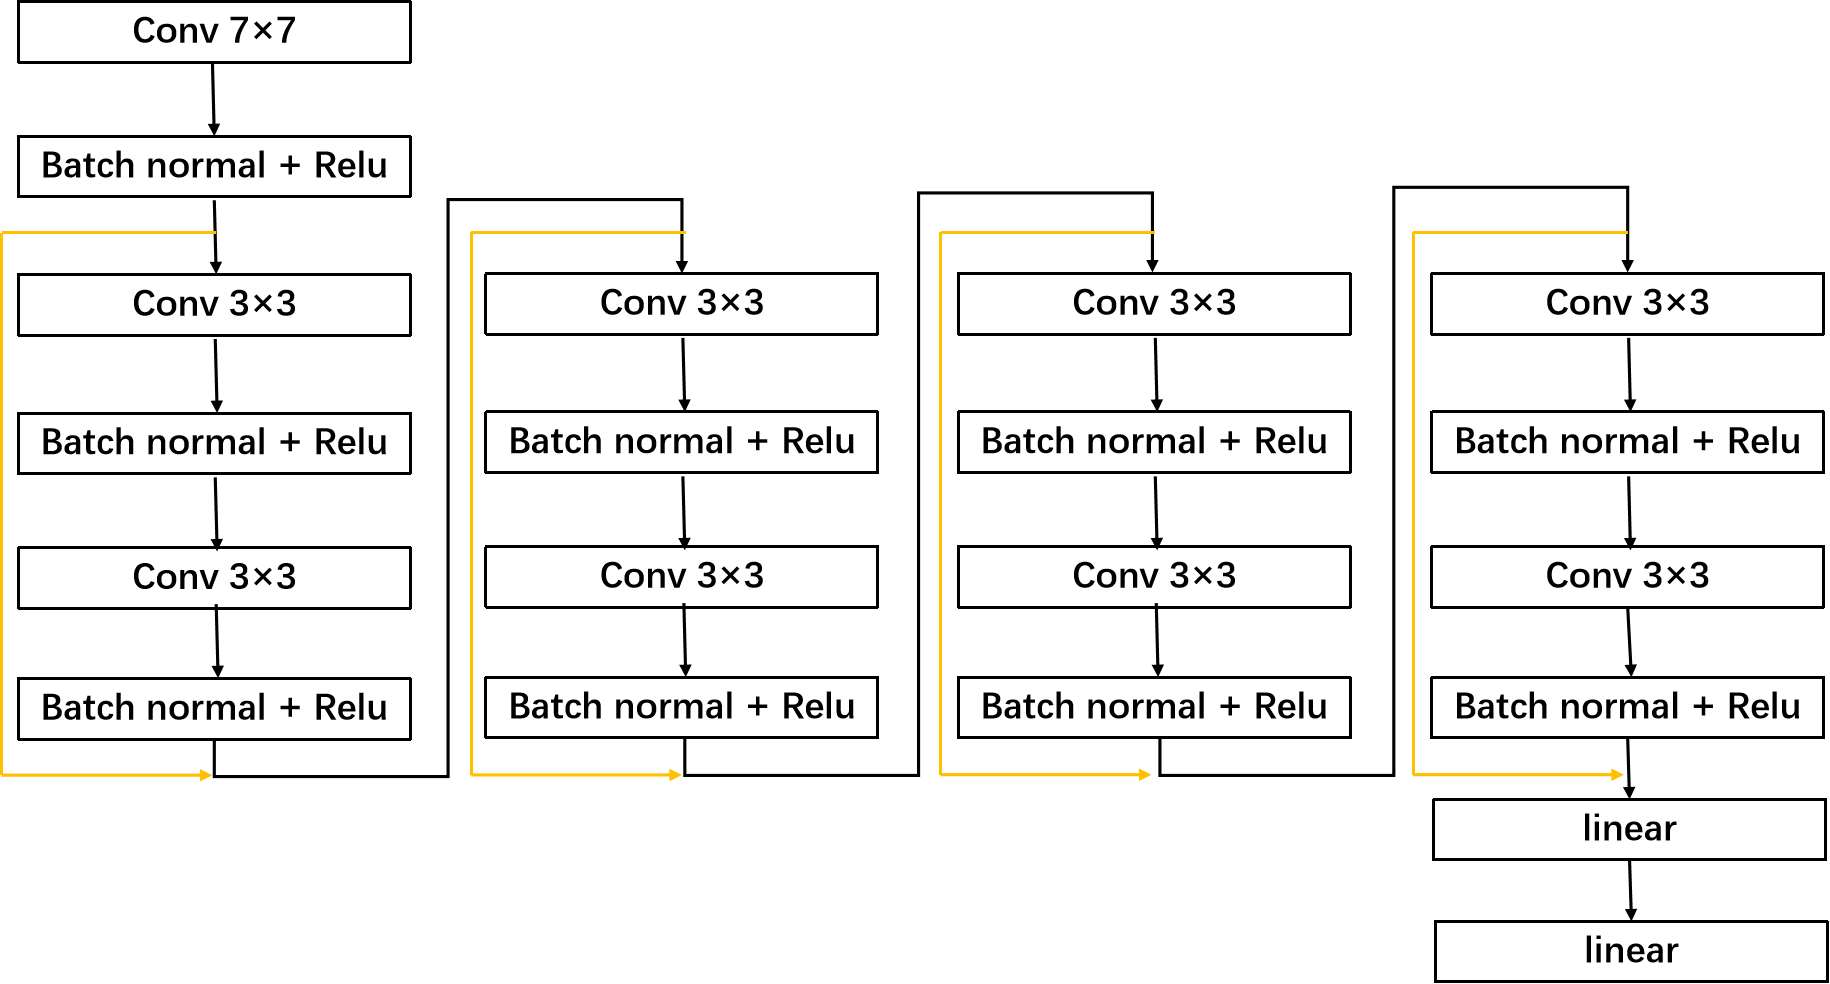 Conv 7×7
Batch normal + Relu
Conv 3×3
Batch normal + Relu
Conv 3×3
Batch normal + Relu
Conv 3×3
Batch normal + Relu
Conv 3×3
Batch normal + Relu
Conv 3×3
Batch normal + Relu
Conv 3×3
Batch normal + Relu
Conv 3×3
Batch normal + Relu
Conv 3×3
Batch normal + Relu
linear
linear